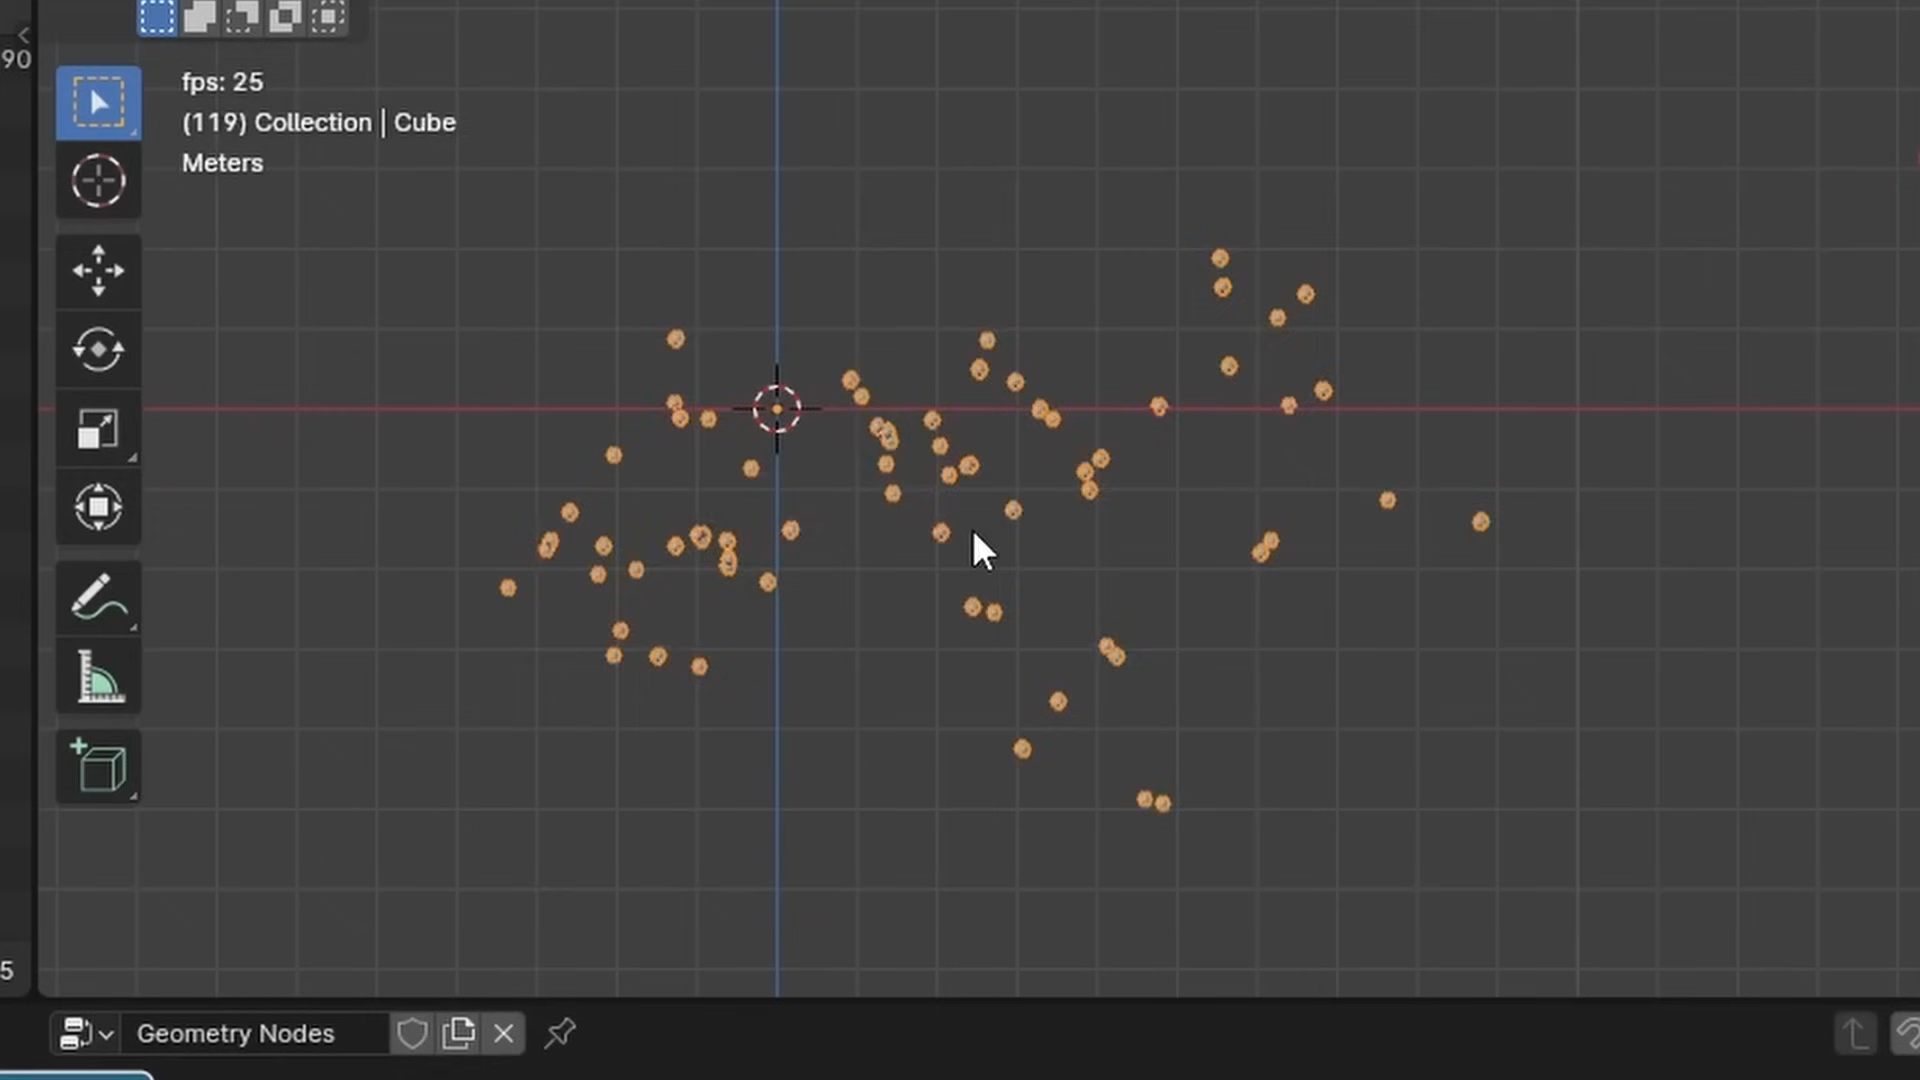 90
fps: 25
(119) Collection | Cube
Meters
5
Geometry Nodes